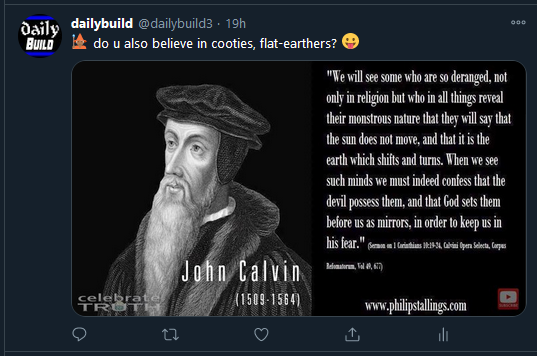 daily
BUILD
dailybuild @dailybuild3 · 19h
do u also believe in cooties, flat-earthers? 😛
"We will see some who are so deranged, not
only in religion but who in all things reveal
their monstrous nature that they will say that
the sun does not move, and that it is the
earth which shifts and turns. When we see
such minds we must indeed confess that the
devil possess them, and that God sets them
before us as mirrors, in order to keep us in
his fear." (Sermon on 1 Corinthians 10:19-24, Calvini Opera Selecta, Corpus
Refomatorum, Vol 49, 677)
John Calvin
(1509-1564)
celebrate
TRUTH
www.philipstallings.com